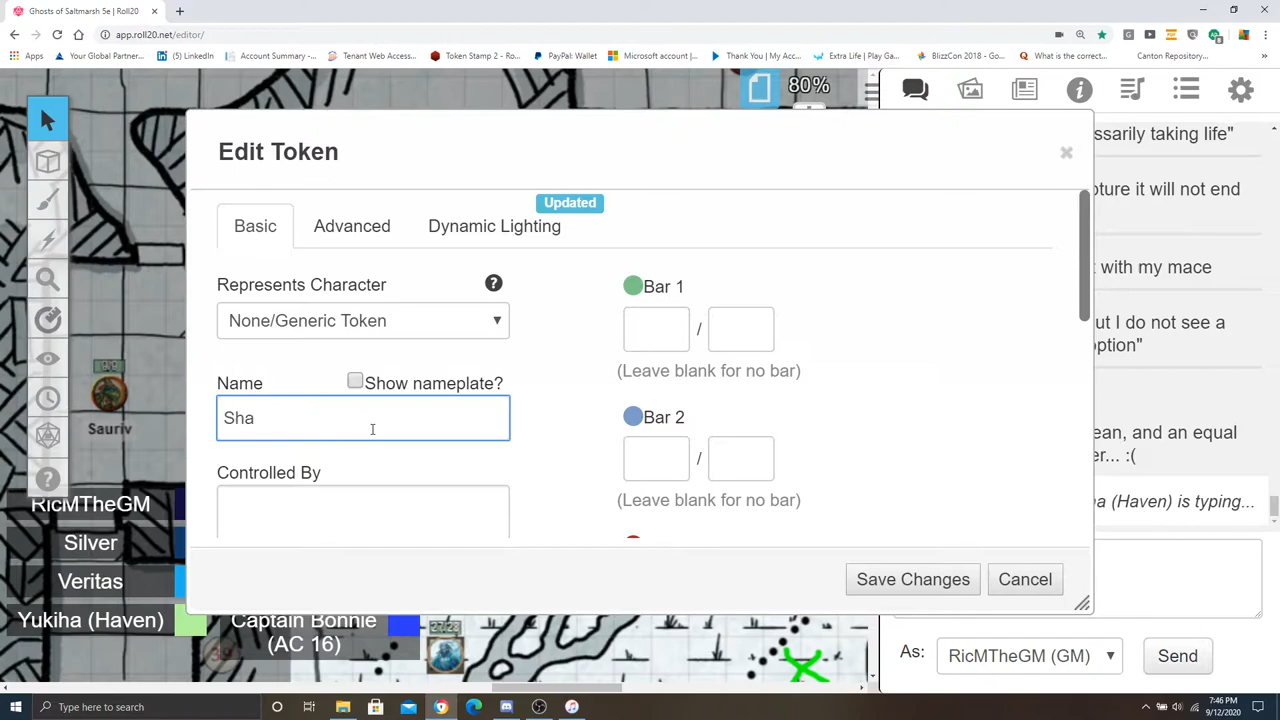 Ghosts of Saltmarsh 5e | Roll20
app.roll20.net/editor/
Apps
Your Global Partner...
(5) LinkedIn
Account Summary -...
Tenant Web Access...
Token Stamp 2 - Ro...
PayPal: Wallet
Microsoft account |...
Thank You | My Acc...
Extra Life | Play Ga...
BlizzCon 2018 - Go...
What is the correct...
Canton Repository...
80%
ssarily taking life"
Edit Token
Updated
Basic
Advanced
Dynamic Lighting
pture it will not end
Represents Character
Bar 1
t with my mace
None/Generic Token
/
ut I do not see a
ption"
(Leave blank for no bar)
Name
Show nameplate?
Sha
Bar 2
Sauriv
ean, and an equal
er... :(
/
Controlled By
(Leave blank for no bar)
a (Haven) is typing...
RicMTheGM
Silver
Veritas
Save Changes
Cancel
Yukiha (Haven)
Captain Bonnie
(AC 16)
27/28
39
As:
RicMTheGM (GM)
Send
Type here to search
7:46 PM
9/12/2020